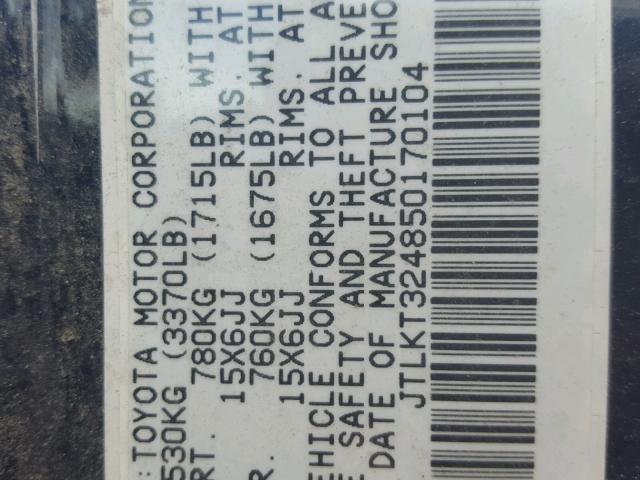 :TOYOTA MOTOR CORPORATION
530KG (3370LB)
RT. 780KG (1715LB) WITH
15X6JJ RIMS. AT
R. 760KG (1675LB) WITH
15X6JJ RIMS. AT
EHICLE CONFORMS TO ALL A
E SAFETY AND THEFT PREVE
DATE OF MANUFACTURE SHO
JTLKT324850170104